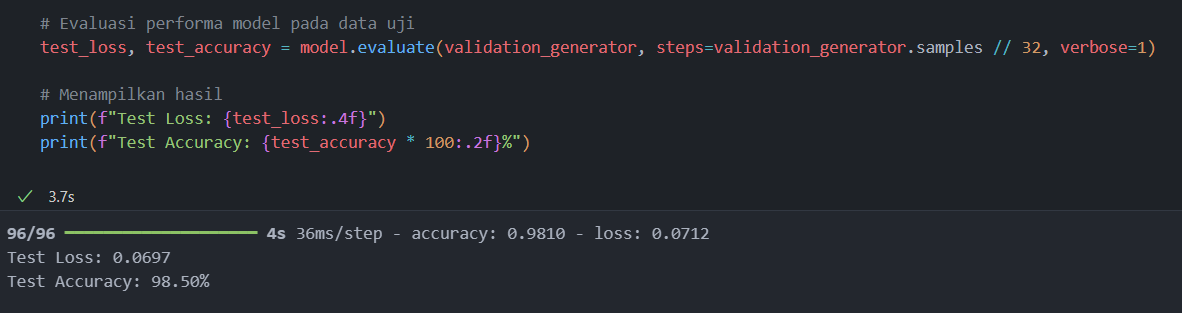 # Evaluasi performa model pada data uji
test_loss, test_accuracy = model.evaluate(validation_generator, steps=validation_generator.samples // 32, verbose=1)
# Menampilkan hasil
print(f"Test Loss: {test_loss:.4f}")
print(f"Test Accuracy: {test_accuracy * 100:.2f}%")
✓ 3.7s
96/96 ━━━━━━━━━━━━━━━━━━━━ 4s 36ms/step - accuracy: 0.9810 - loss: 0.0712
Test Loss: 0.0697
Test Accuracy: 98.50%